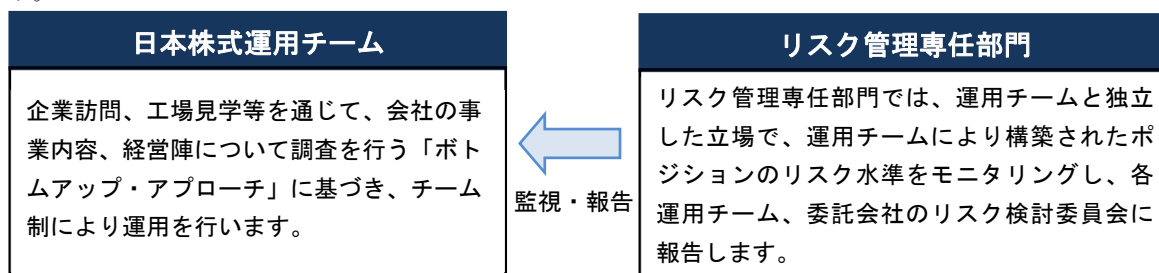 す。
日本株式運用チーム
企業訪問、工場見学等を通じて、会社の事
業内容、経営陣について調査を行う「ボト
ムアップ・アプローチ」に基づき、チーム
制により運用を行います。
監視・報告
リスク管理専任部門
リスク管理専任部門では、運用チームと独立
した立場で、運用チームにより構築されたポ
ジションのリスク水準をモニタリングし、各
運用チーム、委託会社のリスク検討委員会に
報告します。